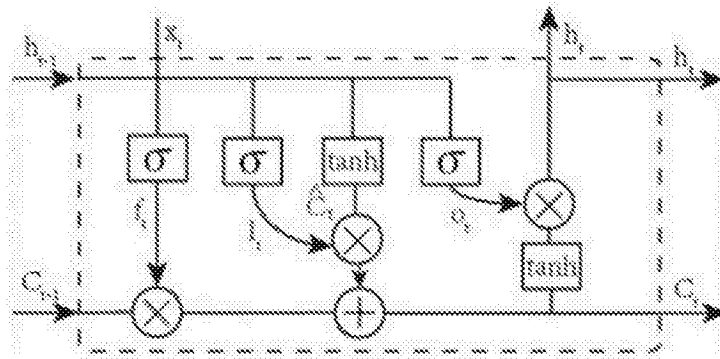 x_t
h_{t-1}
h_t
h_t
σ
σ
tanh
σ
f_t
i_t
C̃_t
o_t
tanh
C_{t-1}
C_t